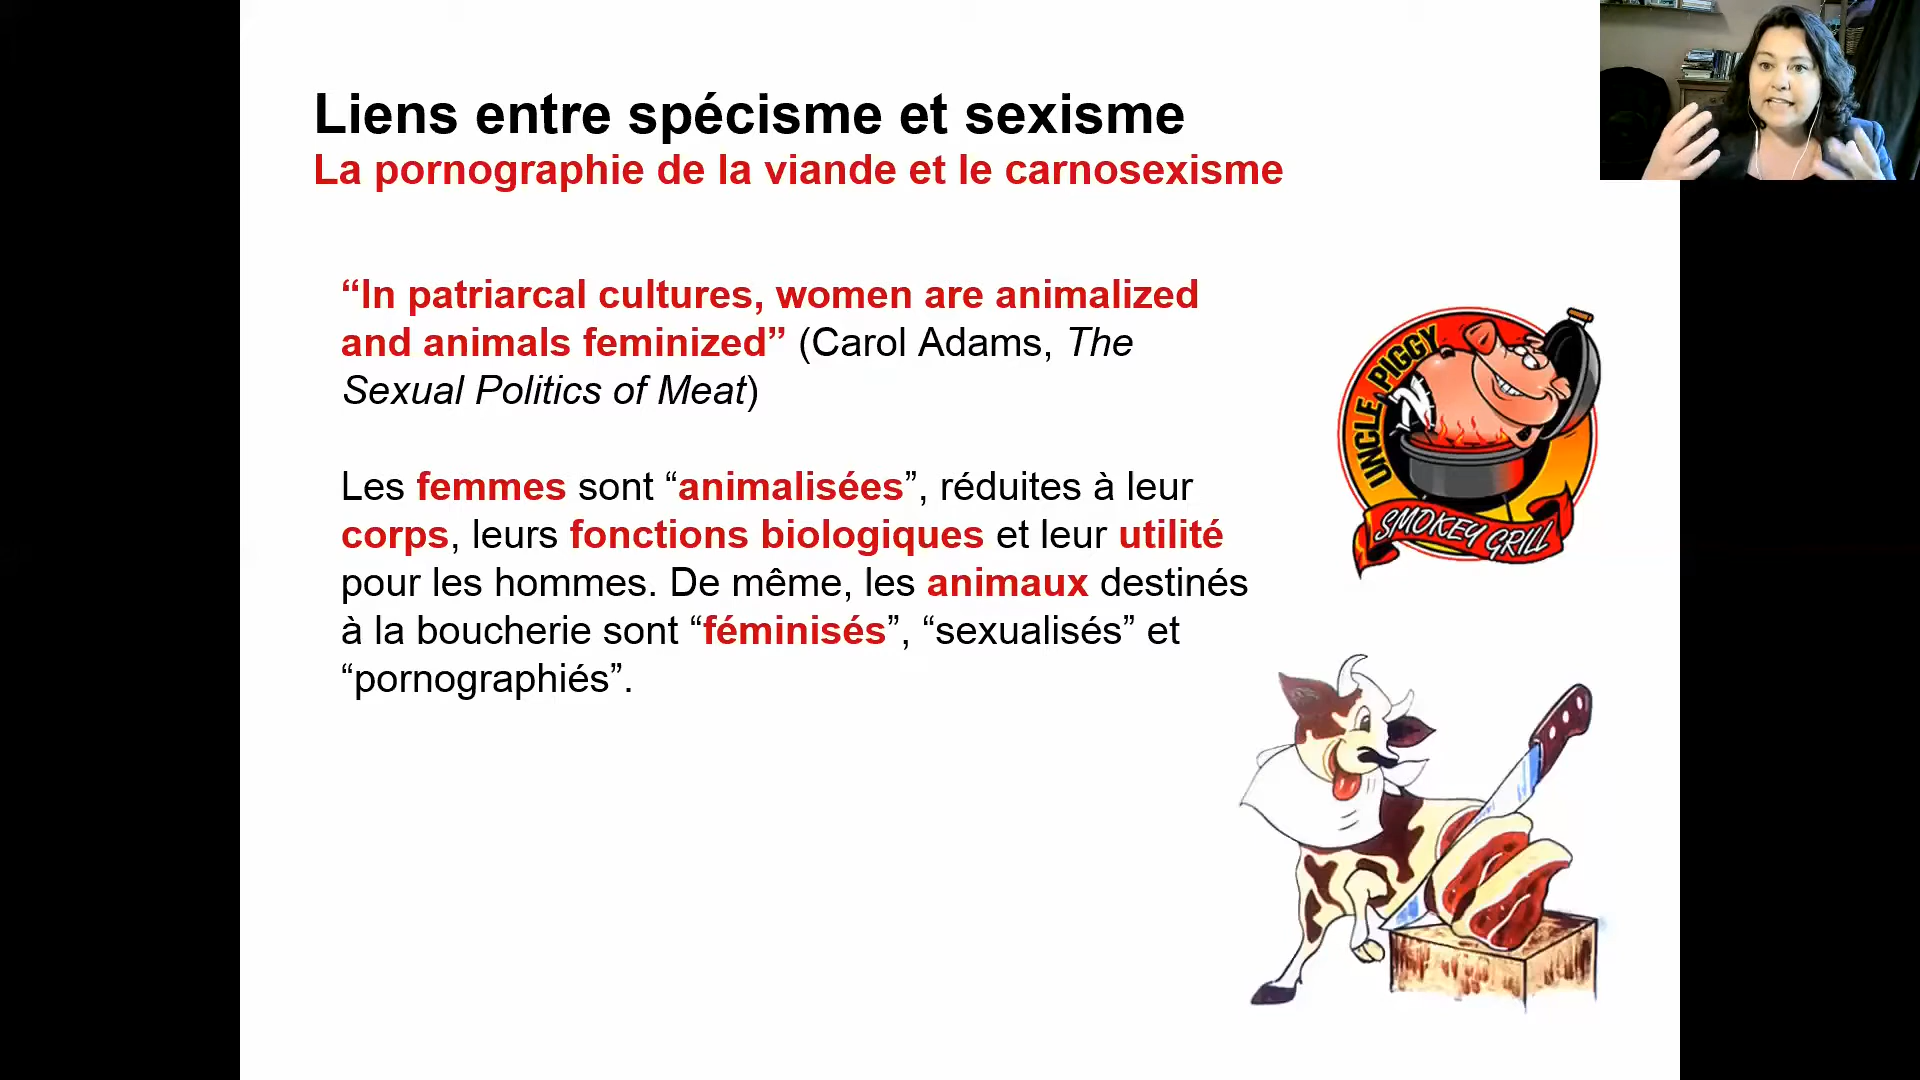 Liens entre spécisme et sexisme
La pornographie de la viande et le carnosexisme
“In patriarcal cultures, women are animalized
and animals feminized” (Carol Adams, The
Sexual Politics of Meat)
Les femmes sont “animalisées”, réduites à leur
corps, leurs fonctions biologiques et leur utilité
pour les hommes. De même, les animaux destinés
à la boucherie sont “féminisés”, “sexualisés” et
“pornographiés”.
UNCLE PIGGY
SMOKEY GRILL